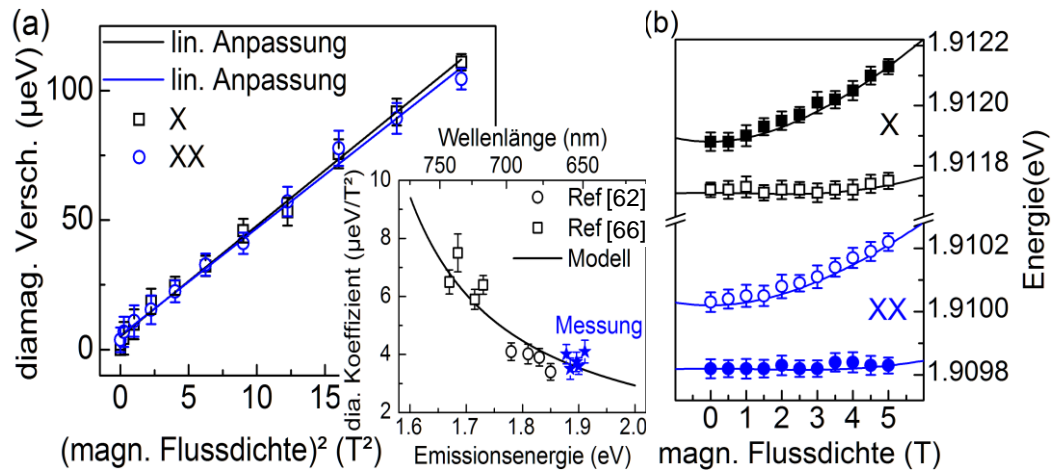 (a)
diamag. Versch. (µeV)
100
50
0
lin. Anpassung
lin. Anpassung
X
XX
0
5
10
15
(magn. Flussdichte)² (T²)
Wellenlänge (nm)
750
700
650
10
8
6
4
2
dia. Koeffizient (µeV/T²)
Ref [62]
Ref [66]
Modell
Messung
1.6
1.7
1.8
1.9
2.0
Emissionsenergie (eV)
(b)
X
XX
1.9122
1.9120
1.9118
1.9102
1.9100
1.9098
Energie(eV)
0
1
2
3
4
5
magn. Flussdichte (T)